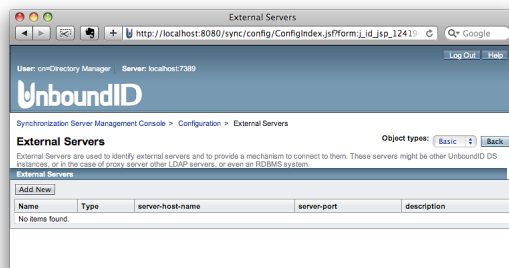 External Servers
http://localhost:8080/sync/config/ConfigIndex.jsf?form:j_id_jsp_12419
Google
Log Out Help
User: cn=Directory Manager Server: localhost:7389
UnboundID
Synchronization Server Management Console > Configuration > External Servers
External Servers
Object types: Basic Back
External Servers are used to identify external servers and to provide a mechanism to connect to them. These servers might be other UnboundID DS
instances, or in the case of proxy server other LDAP servers, or even an RDBMS system.
External Servers
Add New
Name Type server-host-name server-port description
No items found.